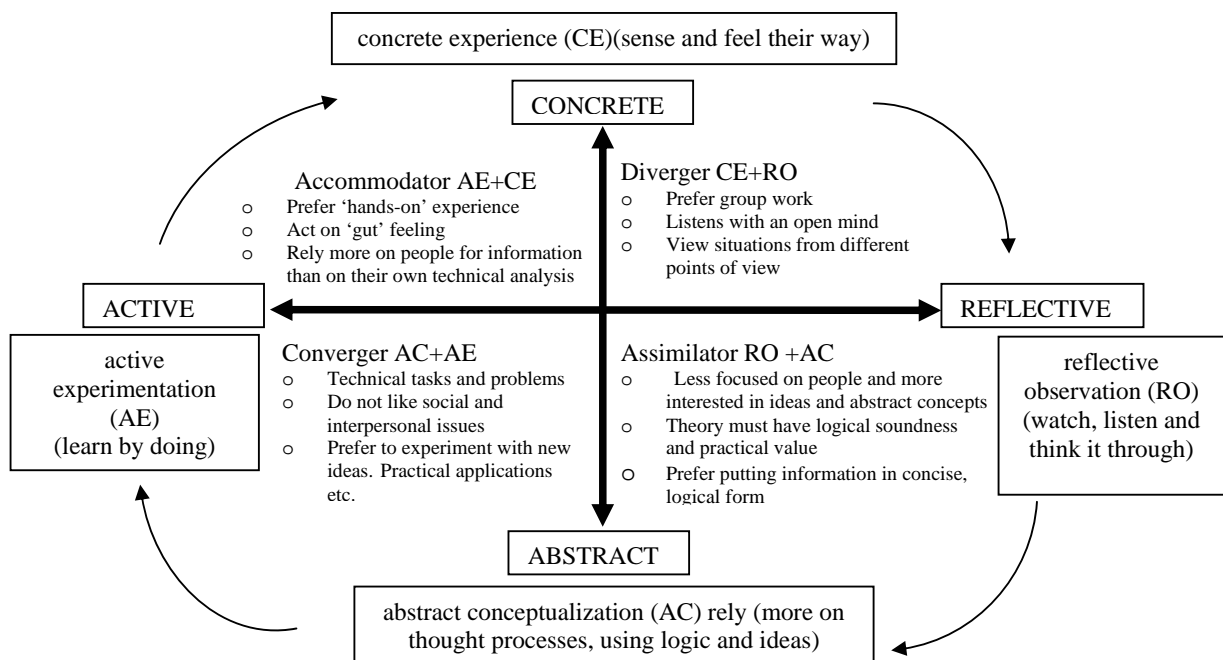 concrete experience (CE)(sense and feel their way)
CONCRETE
Accommodator AE+CE
o Prefer ‘hands-on’ experience
o Act on ‘gut’ feeling
o Rely more on people for information
than on their own technical analysis
Diverger CE+RO
o Prefer group work
o Listens with an open mind
o View situations from different
points of view
ACTIVE
REFLECTIVE
active
experimentation
(AE)
(learn by doing)
Converger AC+AE
o Technical tasks and problems
o Do not like social and
interpersonal issues
o Prefer to experiment with new
ideas. Practical applications
etc.
Assimilator RO +AC
o Less focused on people and more
interested in ideas and abstract concepts
o Theory must have logical soundness
and practical value
o Prefer putting information in concise,
logical form
reflective
observation (RO)
(watch, listen and
think it through)
ABSTRACT
abstract conceptualization (AC) rely (more on
thought processes, using logic and ideas)